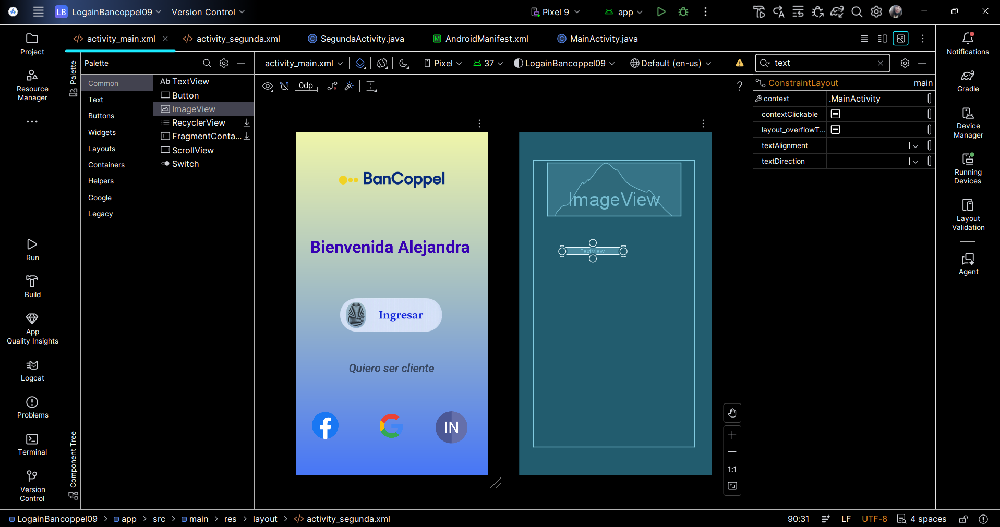 LB LogainBancoppel09 Version Control Pixel 9 app
Project
Resource
Manager
Run
Build
App
Quality Insights
Logcat
Problems
Terminal
Version
Control
activity_main.xml activity_segunda.xml SegundaActivity.java AndroidManifest.xml MainActivity.java
Palette
Component Tree
Palette
Common
Text
Buttons
Widgets
Layouts
Containers
Helpers
Google
Legacy
Ab TextView
Button
ImageView
RecyclerView
FragmentConta...
ScrollView
Switch
activity_main.xml Pixel 37 LogainBancoppel09 Default (en-us)
0dp ?
BanCoppel
Bienvenida Alejandra
Ingresar
Quiero ser cliente
f G IN
ImageView
TextView
1:1
text
ConstraintLayout main
context .MainActivity
contextClickable
layout_overflowT...
textAlignment
textDirection
Notifications
Gradle
Device
Manager
Running
Devices
Layout
Validation
Agent
LogainBancoppel09 > app > src > main > res > layout > activity_segunda.xml 90:31 LF UTF-8 4 spaces